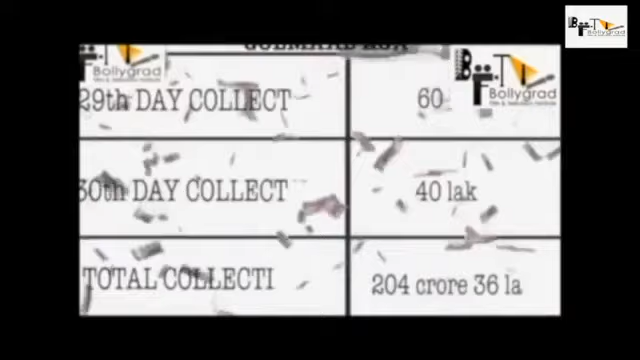 Bollygrad
Bollygrad
Bollygrad
29th DAY COLLECT
60
30th DAY COLLECT
40 lak
TOTAL COLLECTI
204 crore 36 la